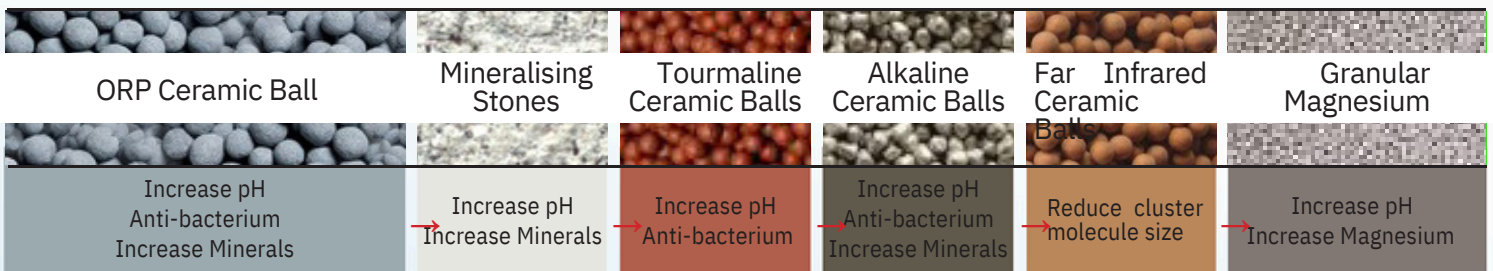 ORP Ceramic Ball
Mineralising
Stones
Tourmaline
Ceramic Balls
Alkaline
Ceramic Balls
Far Infrared
Ceramic
Balls
Granular
Magnesium
Increase pH
Anti-bacterium
Increase Minerals
Increase pH
Increase Minerals
Increase pH
Anti-bacterium
Increase pH
Anti-bacterium
Increase Minerals
Reduce cluster
molecule size
Increase pH
Increase Magnesium